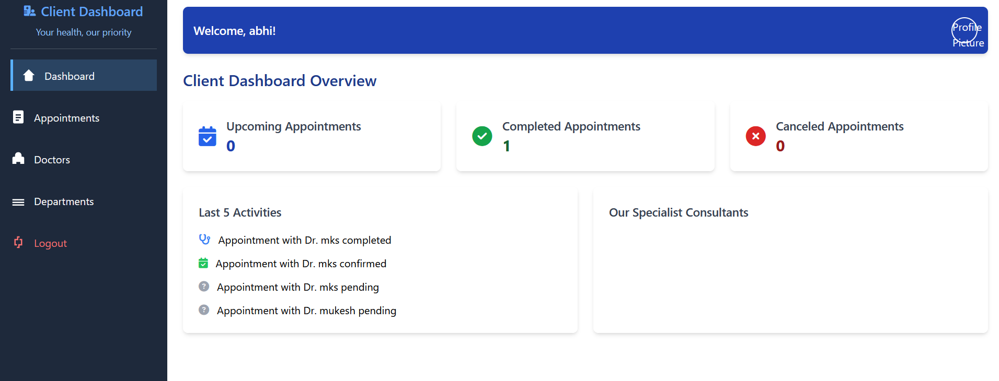 Client Dashboard
Your health, our priority
Dashboard
Appointments
Doctors
Departments
Logout
Welcome, abhi!
Profile
Picture
Client Dashboard Overview
Upcoming Appointments
0
Completed Appointments
1
Canceled Appointments
0
Last 5 Activities
Appointment with Dr. mks completed
Appointment with Dr. mks confirmed
Appointment with Dr. mks pending
Appointment with Dr. mukesh pending
Our Specialist Consultants